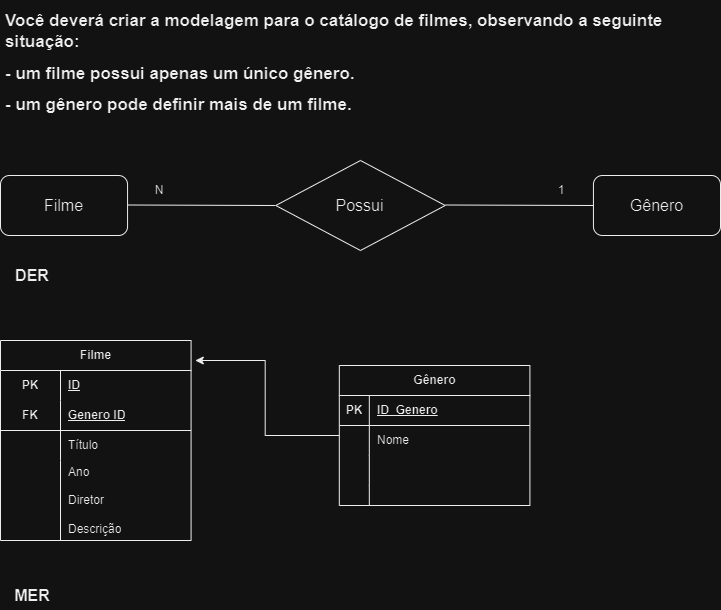 Você deverá criar a modelagem para o catálogo de filmes, observando a seguinte
situação:
- um filme possui apenas um único gênero.
- um gênero pode definir mais de um filme.
Filme
N
Possui
1
Gênero
DER
Filme
PK ID
FK Genero ID
Título
Ano
Diretor
Descrição
Gênero
PK ID_Genero
Nome
MER